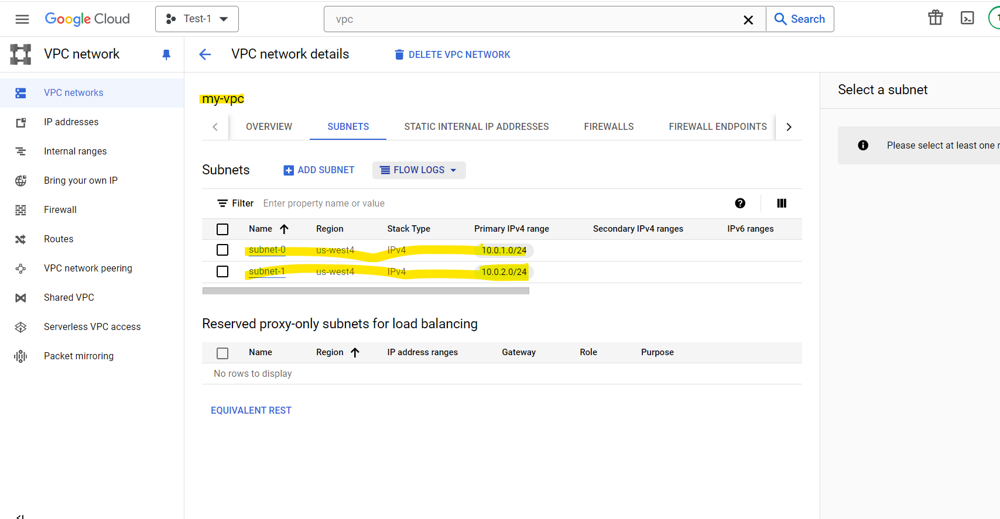 Google Cloud
Test-1
vpc
Search
VPC network
VPC network details
DELETE VPC NETWORK
VPC networks
IP addresses
Internal ranges
Bring your own IP
Firewall
Routes
VPC network peering
Shared VPC
Serverless VPC access
Packet mirroring
my-vpc
OVERVIEW SUBNETS STATIC INTERNAL IP ADDRESSES FIREWALLS FIREWALL ENDPOINTS
Subnets ADD SUBNET FLOW LOGS
Filter Enter property name or value
Name Region Stack Type Primary IPv4 range Secondary IPv4 ranges IPv6 ranges
subnet-0 us-west4 IPv4 10.0.1.0/24
subnet-1 us-west4 IPv4 10.0.2.0/24
Reserved proxy-only subnets for load balancing
Name Region IP address ranges Gateway Role Purpose
No rows to display
EQUIVALENT REST
Select a subnet
Please select at least one